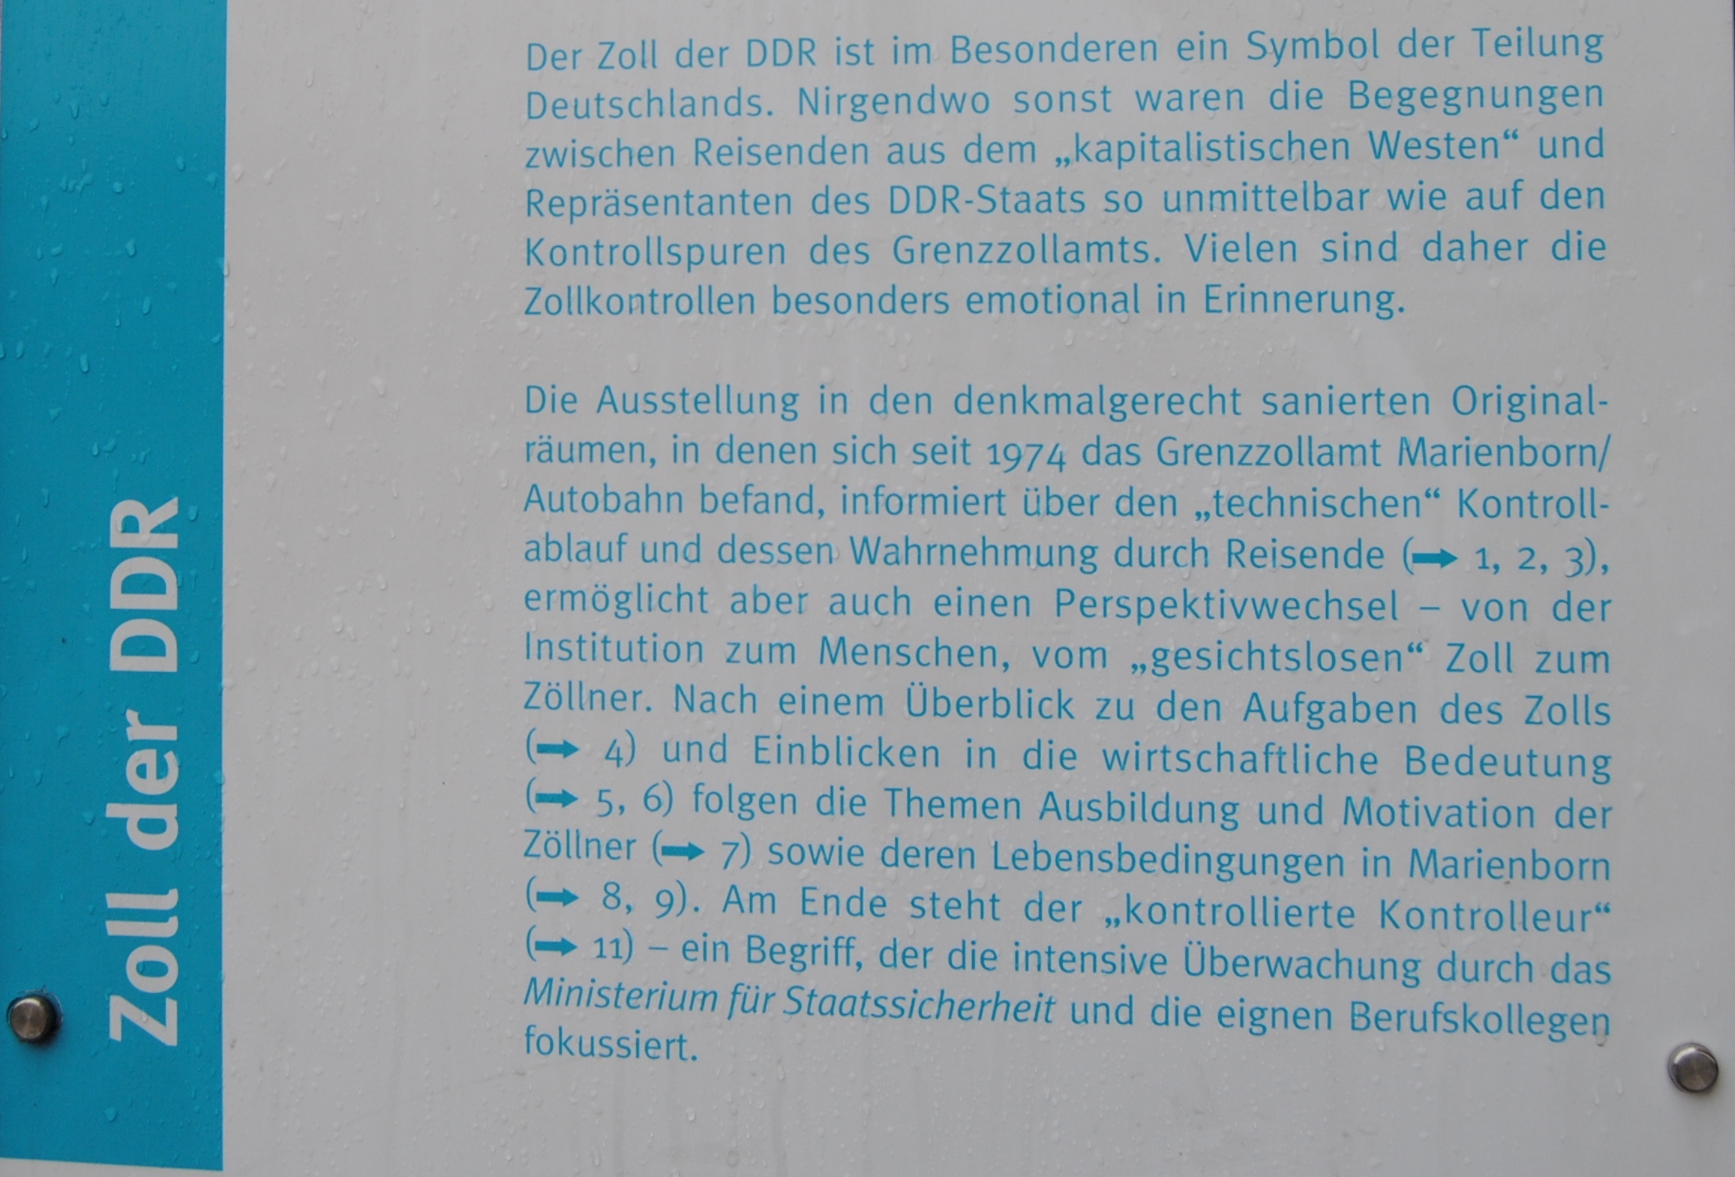 Zoll der DDR
Der Zoll der DDR ist im Besonderen ein Symbol der Teilung
Deutschlands. Nirgendwo sonst waren die Begegnungen
zwischen Reisenden aus dem „kapitalistischen Westen“ und
Repräsentanten des DDR-Staats so unmittelbar wie auf den
Kontrollspuren des Grenzzollamts. Vielen sind daher die
Zollkontrollen besonders emotional in Erinnerung.
Die Ausstellung in den denkmalgerecht sanierten Original-
räumen, in denen sich seit 1974 das Grenzzollamt Marienborn/
Autobahn befand, informiert über den „technischen“ Kontroll-
ablauf und dessen Wahrnehmung durch Reisende (➞ 1, 2, 3),
ermöglicht aber auch einen Perspektivwechsel – von der
Institution zum Menschen, vom „gesichtslosen“ Zoll zum
Zöllner. Nach einem Überblick zu den Aufgaben des Zolls
(➞ 4) und Einblicken in die wirtschaftliche Bedeutung
(➞ 5, 6) folgen die Themen Ausbildung und Motivation der
Zöllner (➞ 7) sowie deren Lebensbedingungen in Marienborn
(➞ 8, 9). Am Ende steht der „kontrollierte Kontrolleur“
(➞ 11) – ein Begriff, der die intensive Überwachung durch das
Ministerium für Staatssicherheit und die eignen Berufskollegen
fokussiert.